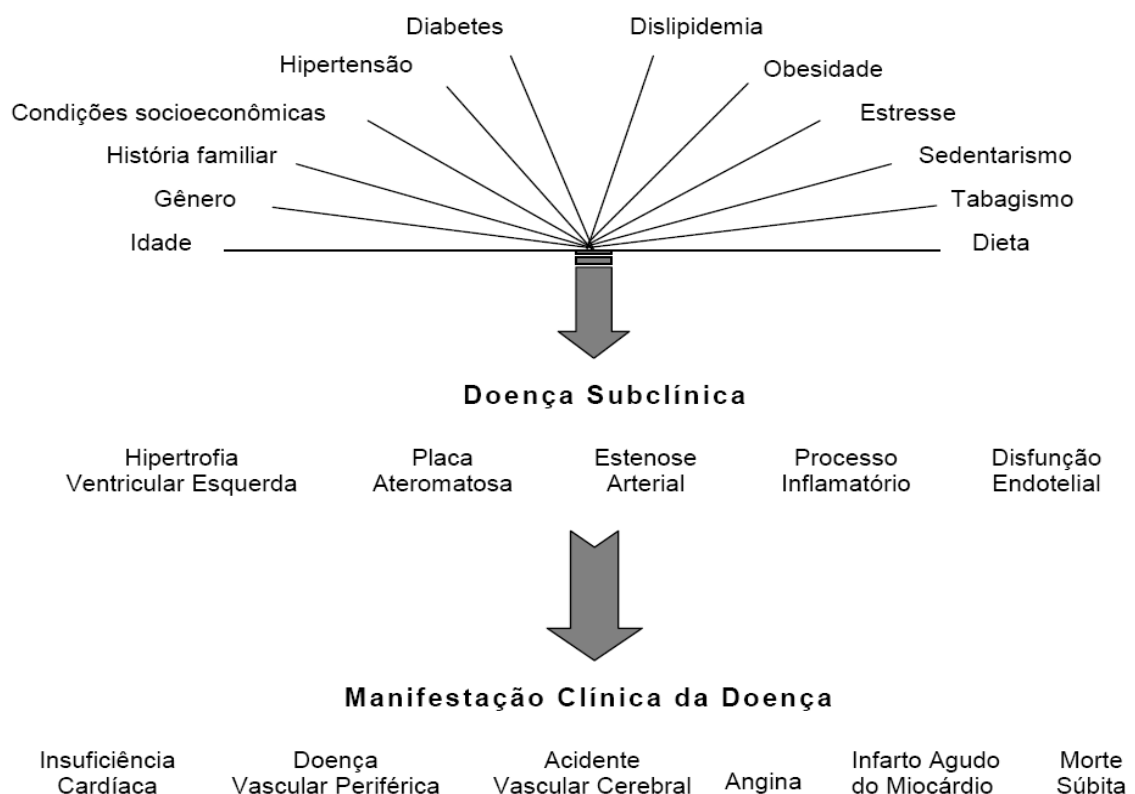 Diabetes
Dislipidemia
Hipertensão
Obesidade
Condições socioeconômicas
Estresse
História familiar
Sedentarismo
Gênero
Tabagismo
Idade
Dieta
Doença Subclínica
Hipertrofia
Ventricular Esquerda
Placa
Ateromatosa
Estenose
Arterial
Processo
Inflamatório
Disfunção
Endotelial
Manifestação Clínica da Doença
Insuficiência
Cardíaca
Doença
Vascular Periférica
Acidente
Vascular Cerebral
Angina
Infarto Agudo
do Miocárdio
Morte
Súbita